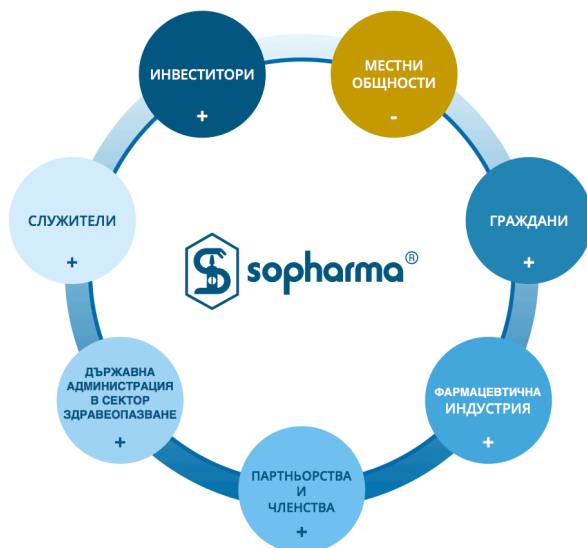 ИНВЕСТИТОРИ
+
МЕСТНИ
ОБЩНОСТИ
-
СЛУЖИТЕЛИ
+
ГРАЖДАНИ
+
sopharma®
ДЪРЖАВНА
АДМИНИСТРАЦИЯ
В СЕКТОР
ЗДРАВЕОПАЗВАНЕ
+
ФАРМАЦЕВТИЧНА
ИНДУСТРИЯ
+
ПАРТНЬОРСТВА
И
ЧЛЕНСТВА
+